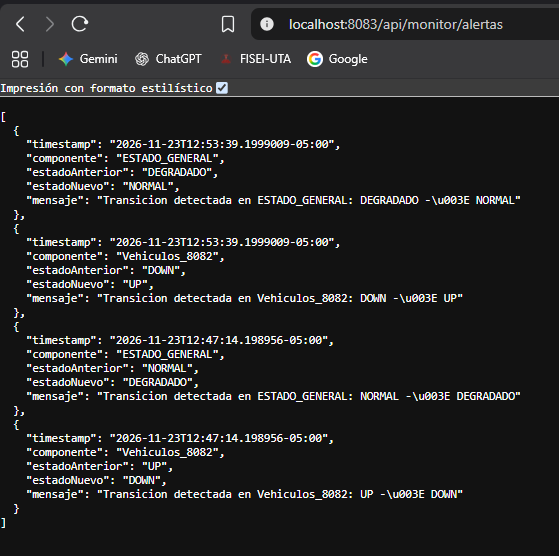 localhost:8083/api/monitor/alertas
Gemini ChatGPT FISEI-UTA Google
Impresión con formato estilístico
[
  {
    "timestamp": "2026-11-23T12:53:39.1999009-05:00",
    "componente": "ESTADO_GENERAL",
    "estadoAnterior": "DEGRADADO",
    "estadoNuevo": "NORMAL",
    "mensaje": "Transicion detectada en ESTADO_GENERAL: DEGRADADO -\u003E NORMAL"
  },
  {
    "timestamp": "2026-11-23T12:53:39.1999009-05:00",
    "componente": "Vehiculos_8082",
    "estadoAnterior": "DOWN",
    "estadoNuevo": "UP",
    "mensaje": "Transicion detectada en Vehiculos_8082: DOWN -\u003E UP"
  },
  {
    "timestamp": "2026-11-23T12:47:14.198956-05:00",
    "componente": "ESTADO_GENERAL",
    "estadoAnterior": "NORMAL",
    "estadoNuevo": "DEGRADADO",
    "mensaje": "Transicion detectada en ESTADO_GENERAL: NORMAL -\u003E DEGRADADO"
  },
  {
    "timestamp": "2026-11-23T12:47:14.198956-05:00",
    "componente": "Vehiculos_8082",
    "estadoAnterior": "UP",
    "estadoNuevo": "DOWN",
    "mensaje": "Transicion detectada en Vehiculos_8082: UP -\u003E DOWN"
  }
]